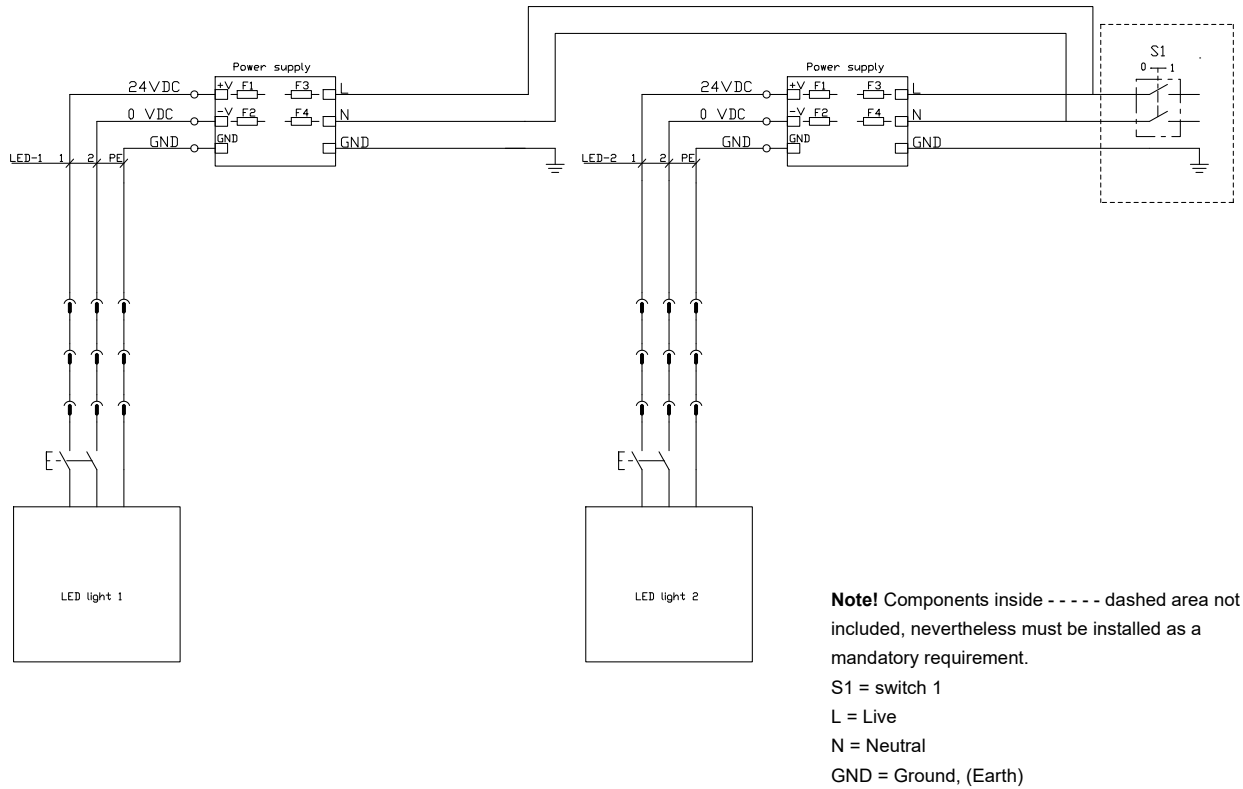 S1
0 1
Power supply
24VDC +V F1 F3 L
0 VDC -V F2 F4 N
GND GND GND
LED-1 1 2 PE
Power supply
24VDC +V F1 F3 L
0 VDC -V F2 F4 N
GND GND GND
LED-2 1 2 PE
LED light 1
LED light 2
Note! Components inside - - - - - dashed area not
included, nevertheless must be installed as a
mandatory requirement.
S1 = switch 1
L = Live
N = Neutral
GND = Ground, (Earth)